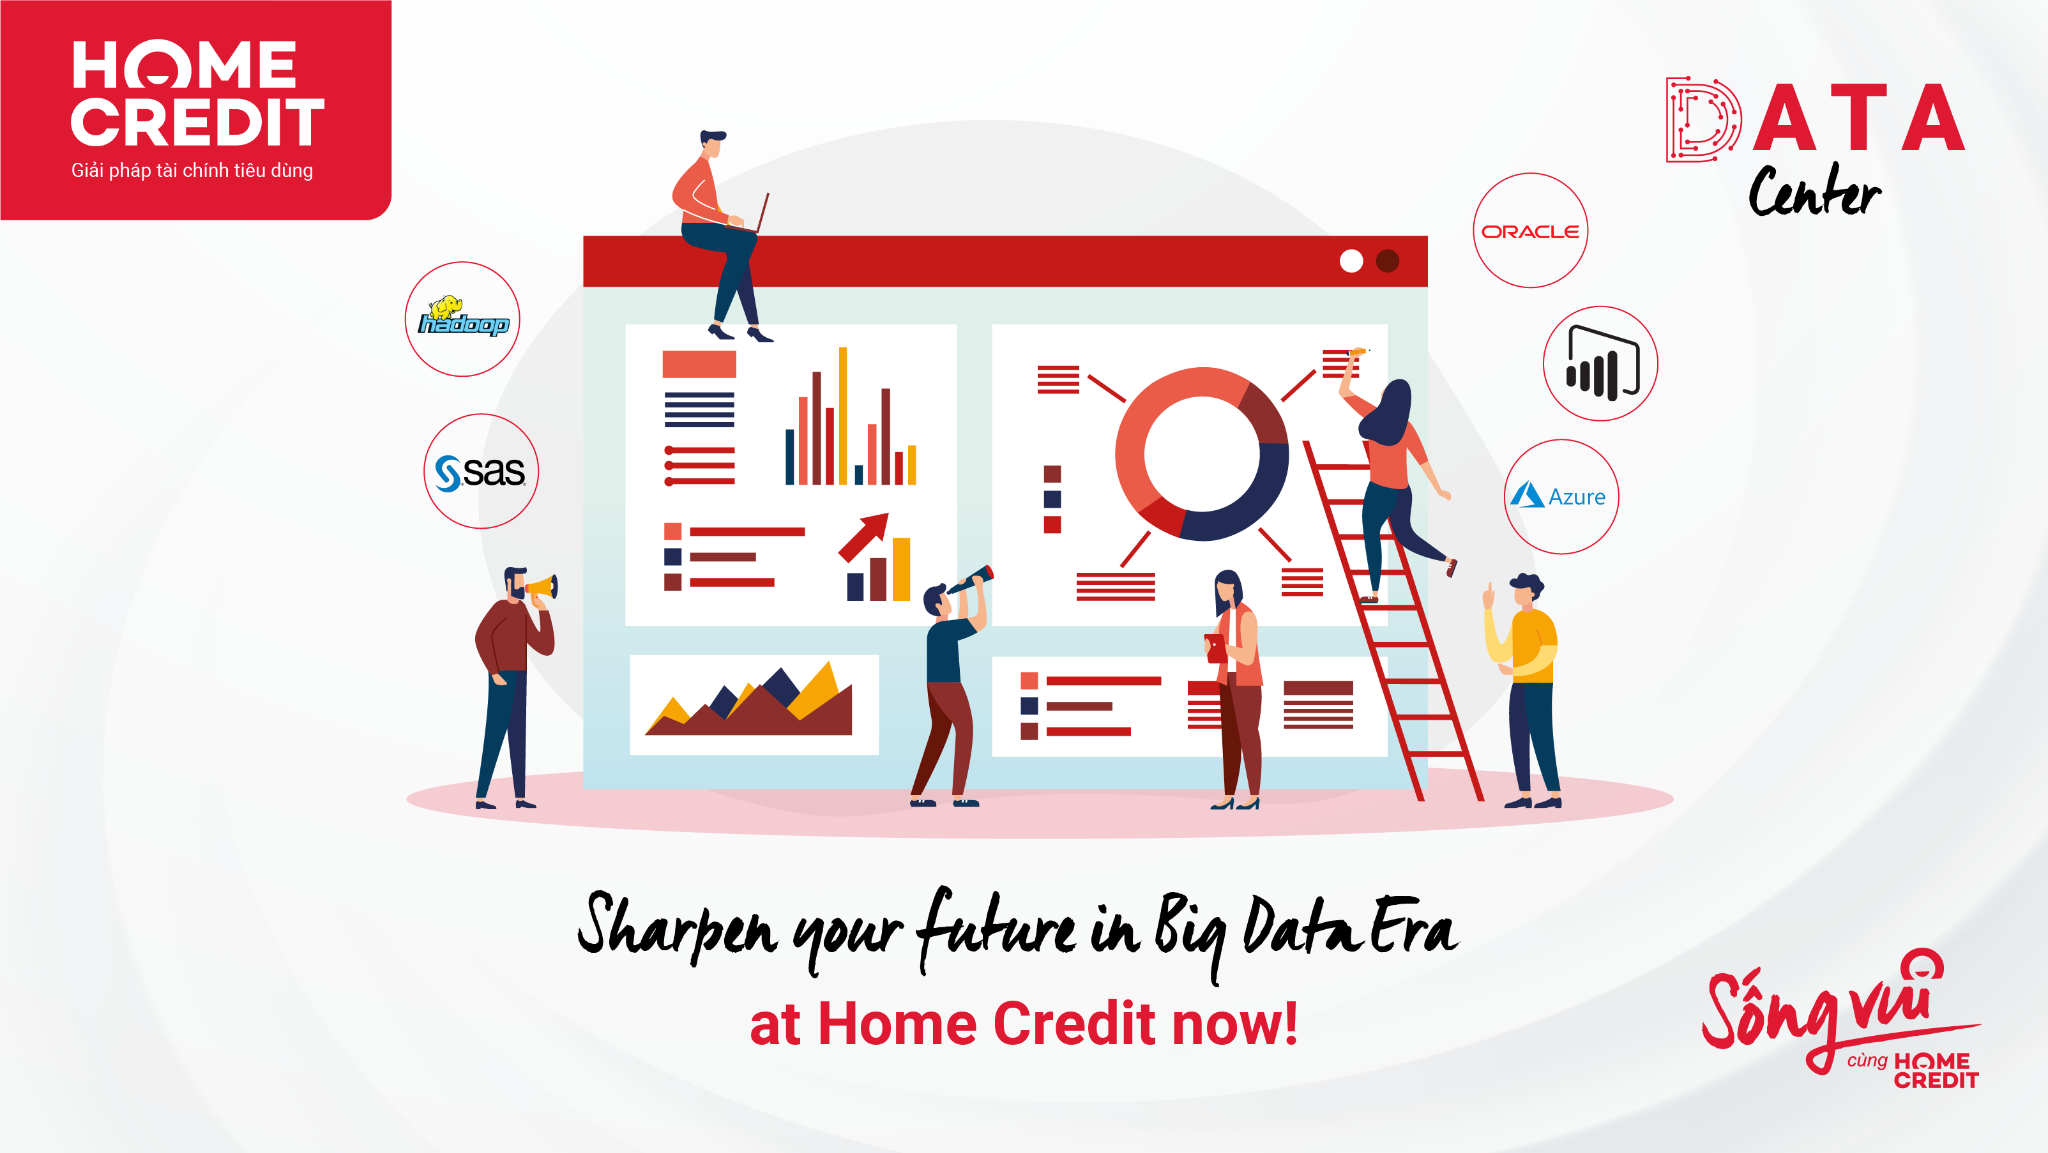 HOME
CREDIT
Giải pháp tài chính tiêu dùng
DATA
Center
ORACLE
hadoop
sas
Azure
Sharpen your future in Big Data Era
at Home Credit now!
Sống vui
cùng HOME
CREDIT